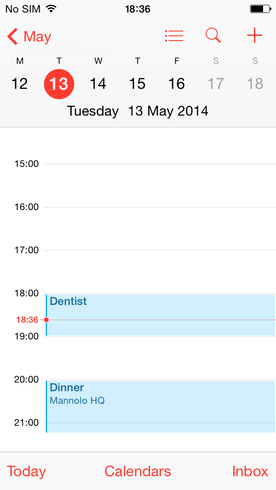 No SIM 18:36
May
M T W T F S S
12 13 14 15 16 17 18
Tuesday 13 May 2014
15:00
16:00
17:00
18:00
Dentist
18:36
19:00
20:00
Dinner
Mannolo HQ
21:00
Today Calendars Inbox